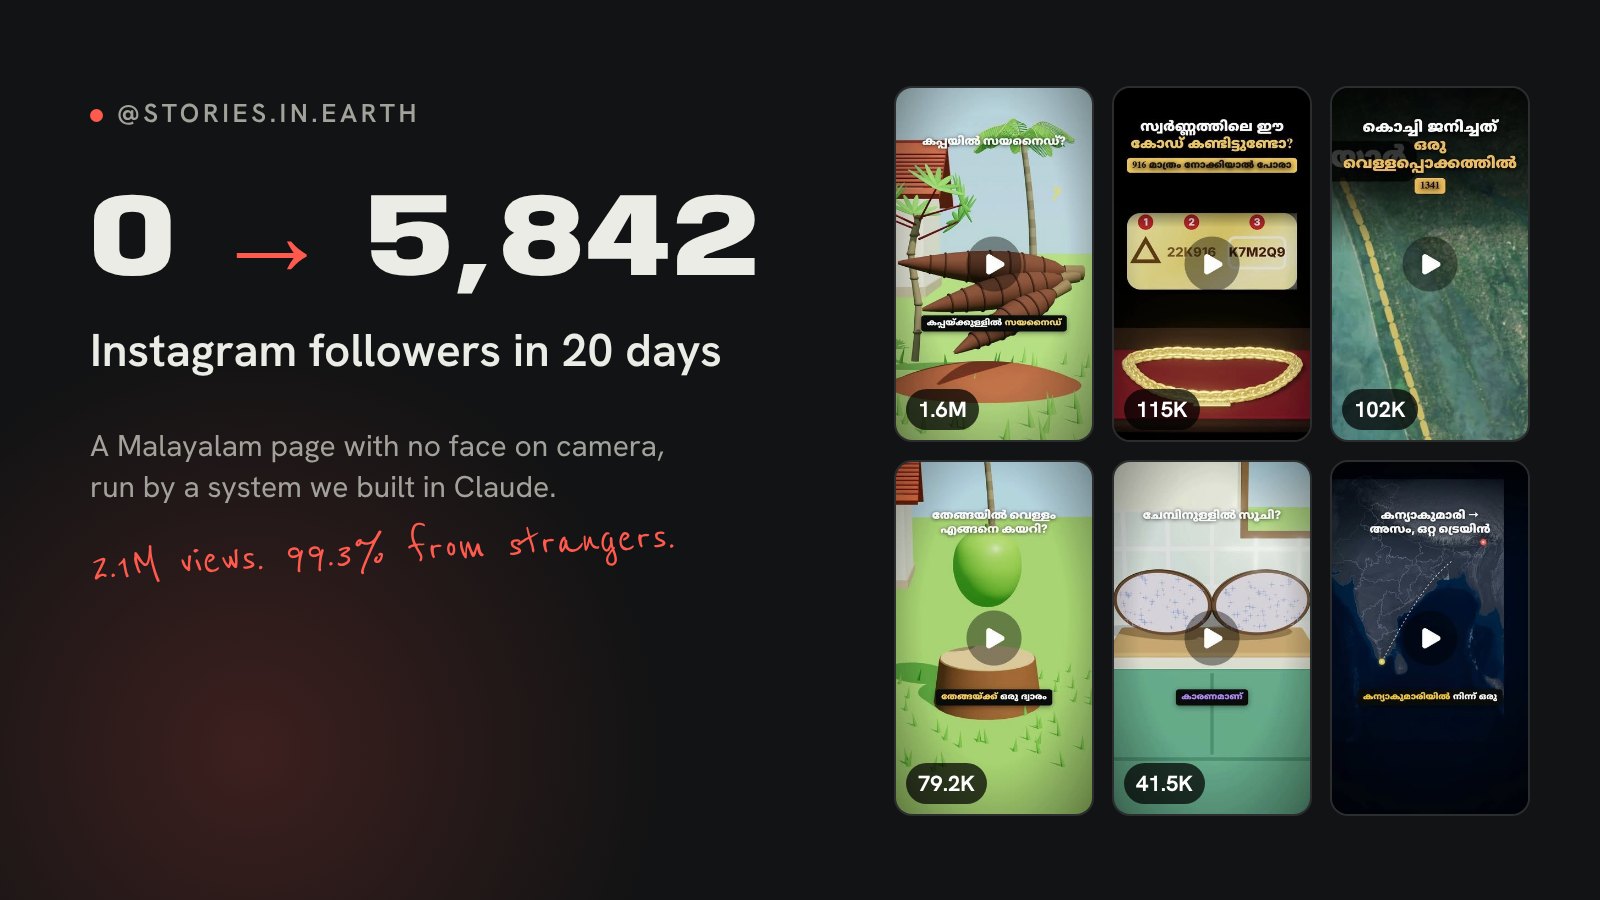 @STORIES.IN.EARTH
0 → 5,842
Instagram followers in 20 days
A Malayalam page with no face on camera,
run by a system we built in Claude.
2.1M views. 99.3% from strangers.
കപ്പയിൽ സയനൈഡ്?
കപ്പയ്ക്കുള്ളിൽ സയനൈഡ്
1.6M
സ്വർണ്ണത്തിലെ ഈ
കോഡ് കണ്ടിട്ടുണ്ടോ?
916 മാത്രം നോക്കിയാൽ പോരാ
1 2 3
22K916 K7M2Q9
115K
കൊച്ചി ജനിച്ചത്
ഒരു
വെള്ളപ്പൊക്കത്തിൽ
1341
102K
തേങ്ങയിൽ വെള്ളം
എങ്ങനെ കയറി?
തേങ്ങയ്ക്ക് ഒരു ദ്വാരം
79.2K
ചേമ്പിനുള്ളിൽ സൂചി?
കാരണമാണ്
41.5K
കന്യാകുമാരി →
അസം, ഒറ്റ ട്രെയിൻ
കന്യാകുമാരിയിൽ നിന്ന് ഒരു